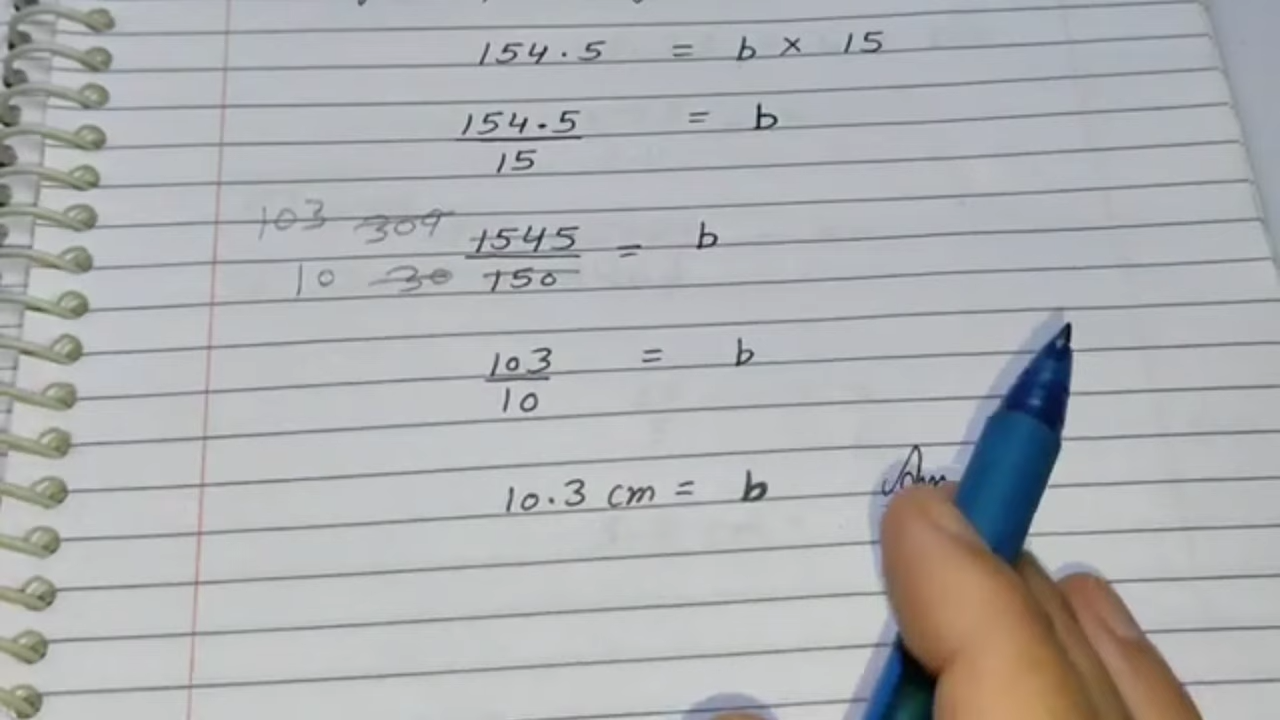 154.5 = b × 15
154.5 = b
15
103 309 1545 = b
10 30 150
103 = b
10
10.3 cm = b